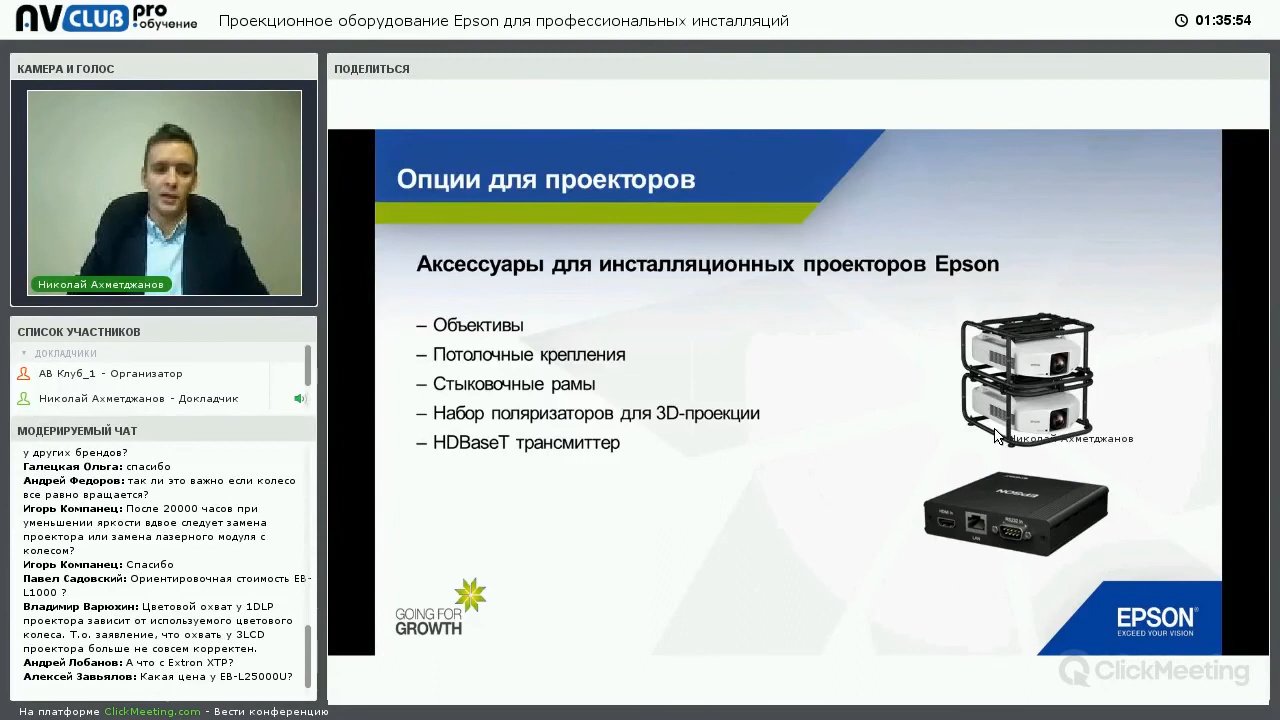 AVCLUB pro :обучение
Проекционное оборудование Epson для профессиональных инсталляций
01:35:54
КАМЕРА И ГОЛОС
Николай Ахметджанов
СПИСОК УЧАСТНИКОВ
ДОКЛАДЧИКИ
АВ Клуб_1 - Организатор
Николай Ахметджанов - Докладчик
МОДЕРИРУЕМЫЙ ЧАТ
у других брендов?
Галецкая Ольга: спасибо
Андрей Федоров: так ли это важно если колесо
все равно вращается?
Игорь Компанец: После 20000 часов при
уменьшении яркости вдвое следует замена
проектора или замена лазерного модуля с
колесом?
Игорь Компанец: Спасибо
Павел Садовский: Ориентировочная стоимость EB-
L1000 ?
Владимир Варюхин: Цветовой охват у 1DLP
проектора зависит от используемого цветового
колеса. Т.о. заявление, что охвать у 3LCD
проектора больше не совсем корректен.
Андрей Лобанов: А что с Extron XTP?
Алексей Завьялов: Какая цена у EB-L25000U?
На платформе ClickMeeting.com - Вести конференцию
ПОДЕЛИТЬСЯ
Опции для проекторов
Аксессуары для инсталляционных проекторов Epson
– Объективы
– Потолочные крепления
– Стыковочные рамы
– Набор поляризаторов для 3D-проекции
– HDBaseT трансмиттер
Николай Ахметджанов
EPSON
HDMI In
LAN
RS232 In
GOING FOR
GROWTH
EPSON®
EXCEED YOUR VISION
ClickMeeting